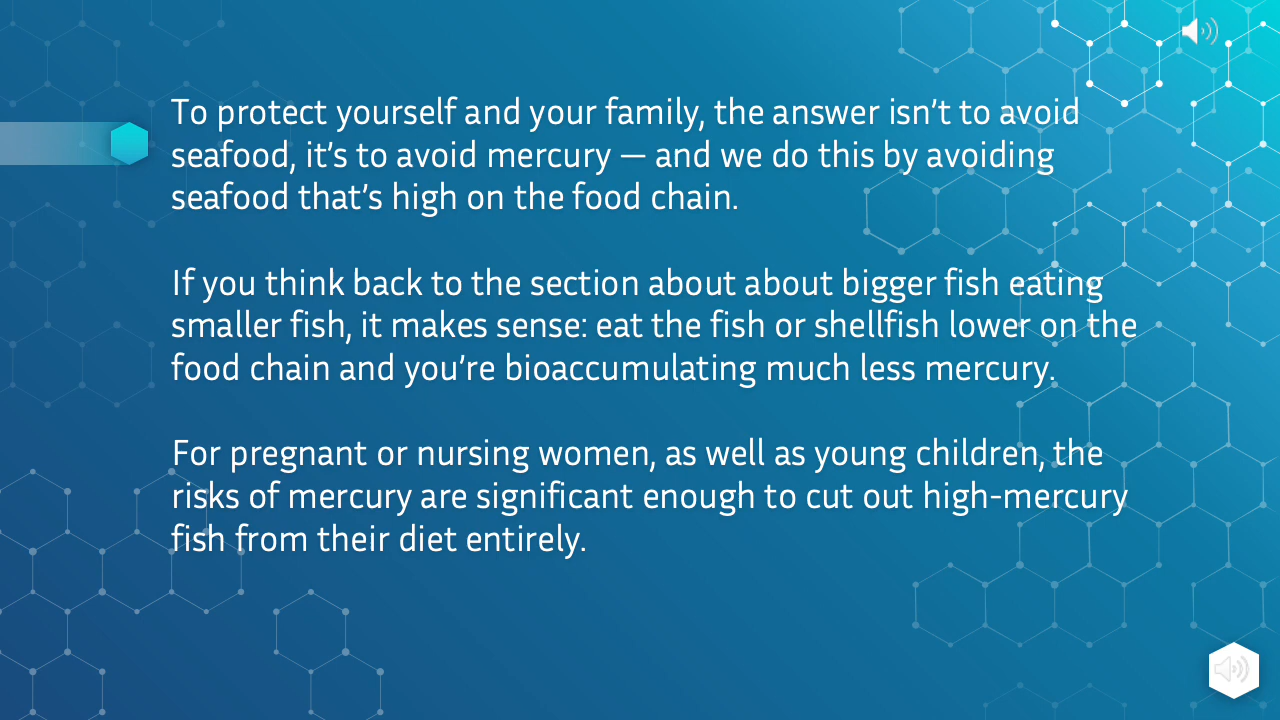 To protect yourself and your family, the answer isn’t to avoid
seafood, it’s to avoid mercury — and we do this by avoiding
seafood that’s high on the food chain.
If you think back to the section about about bigger fish eating
smaller fish, it makes sense: eat the fish or shellfish lower on the
food chain and you’re bioaccumulating much less mercury.
For pregnant or nursing women, as well as young children, the
risks of mercury are significant enough to cut out high-mercury
fish from their diet entirely.